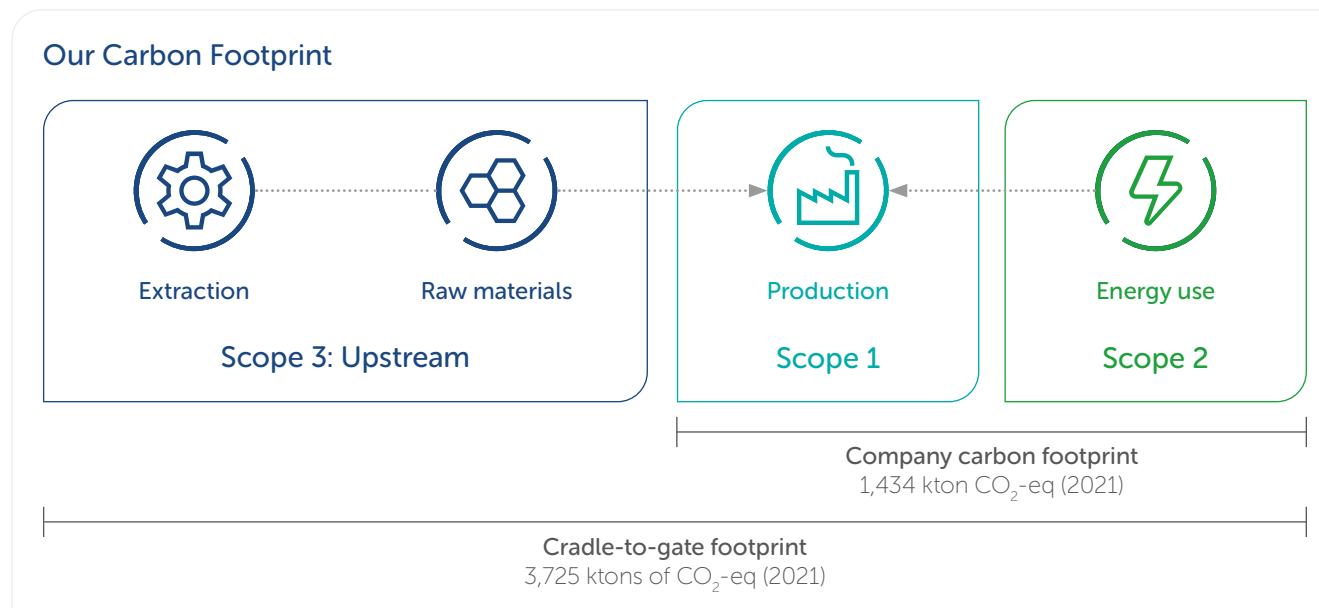 Our Carbon Footprint
Extraction
Raw materials
Scope 3: Upstream
Production
Scope 1
Energy use
Scope 2
Company carbon footprint
1,434 kton CO₂-eq (2021)
Cradle-to-gate footprint
3,725 ktons of CO₂-eq (2021)